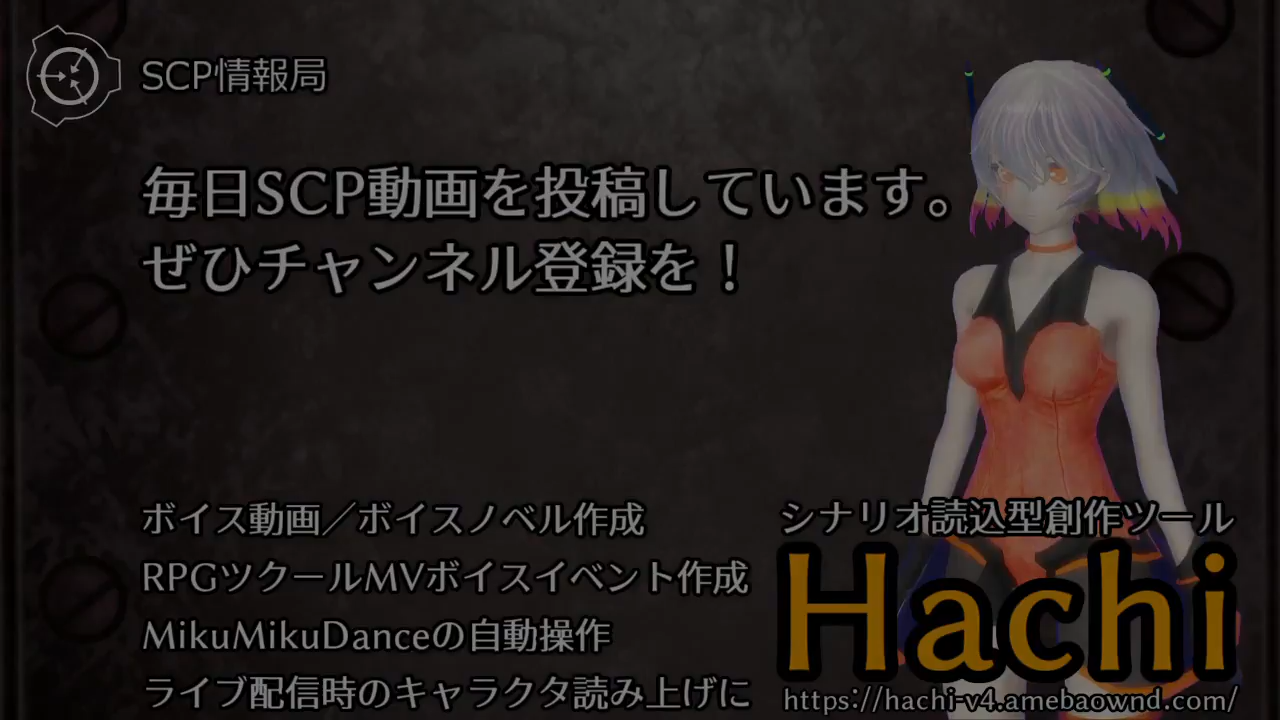 SCP情報局
毎日SCP動画を投稿しています。
ぜひチャンネル登録を！
ボイス動画／ボイスノベル作成
RPGツクールMVボイスイベント作成
MikuMikuDanceの自動操作
ライブ配信時のキャラクタ読み上げに
シナリオ読込型創作ツール
Hachi
https://hachi-v4.amebaownd.com/